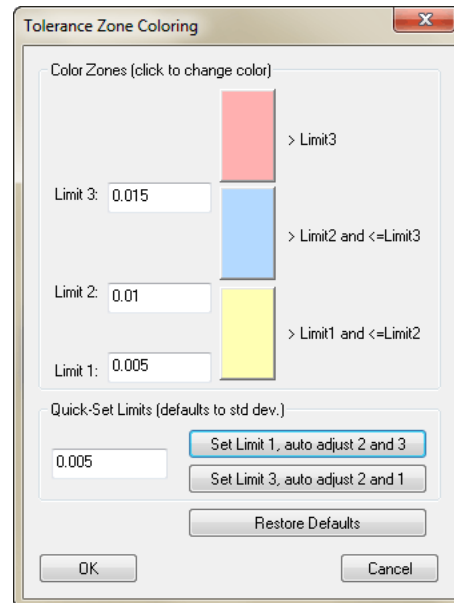 Tolerance Zone Coloring
Color Zones (click to change color)
> Limit3
Limit 3: 0.015
> Limit2 and <=Limit3
Limit 2: 0.01
> Limit1 and <=Limit2
Limit 1: 0.005
Quick-Set Limits (defaults to std dev.)
0.005
Set Limit 1, auto adjust 2 and 3
Set Limit 3, auto adjust 2 and 1
Restore Defaults
OK Cancel